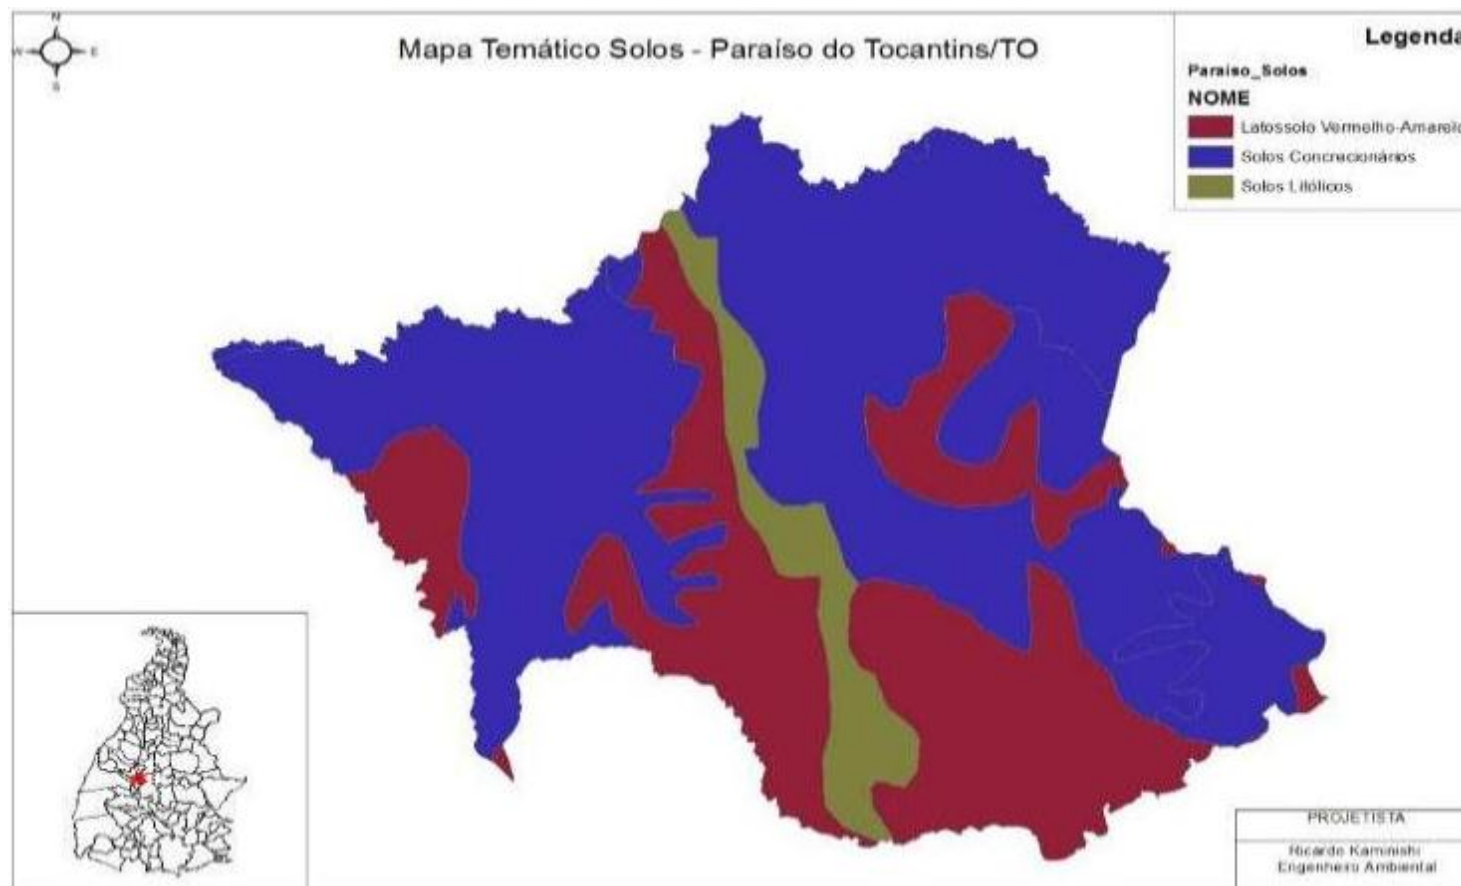 N
W E
S
Mapa Temático Solos - Paraíso do Tocantins/TO
Legenda
Paraiso_Solos
NOME
Latossolo Vermelho-Amarelo
Solos Concrecionários
Solos Litólicos
PROJETISTA
Ricardo Kaminishi
Engenheiro Ambiental